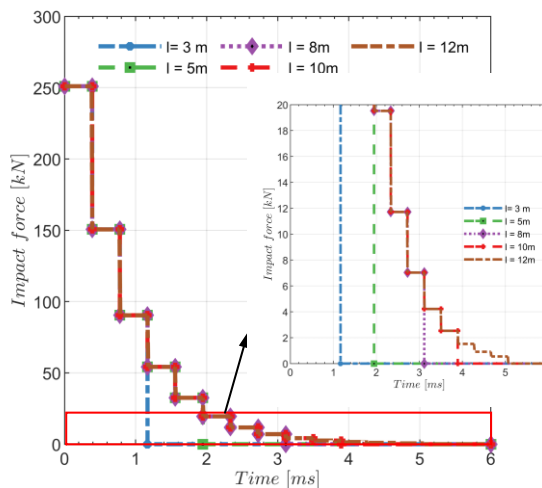 300
250
200
150
100
50
0
Impact force [kN]
l= 3 m
l = 5m
l = 8m
l = 10m
l = 12m
0 1 2 3 4 5 6
Time [ms]
20
18
16
14
12
10
8
6
4
2
0
Impact force [kN]
l= 3 m
l = 5m
l = 8m
l = 10m
l = 12m
0 1 2 3 4 5
Time [ms]